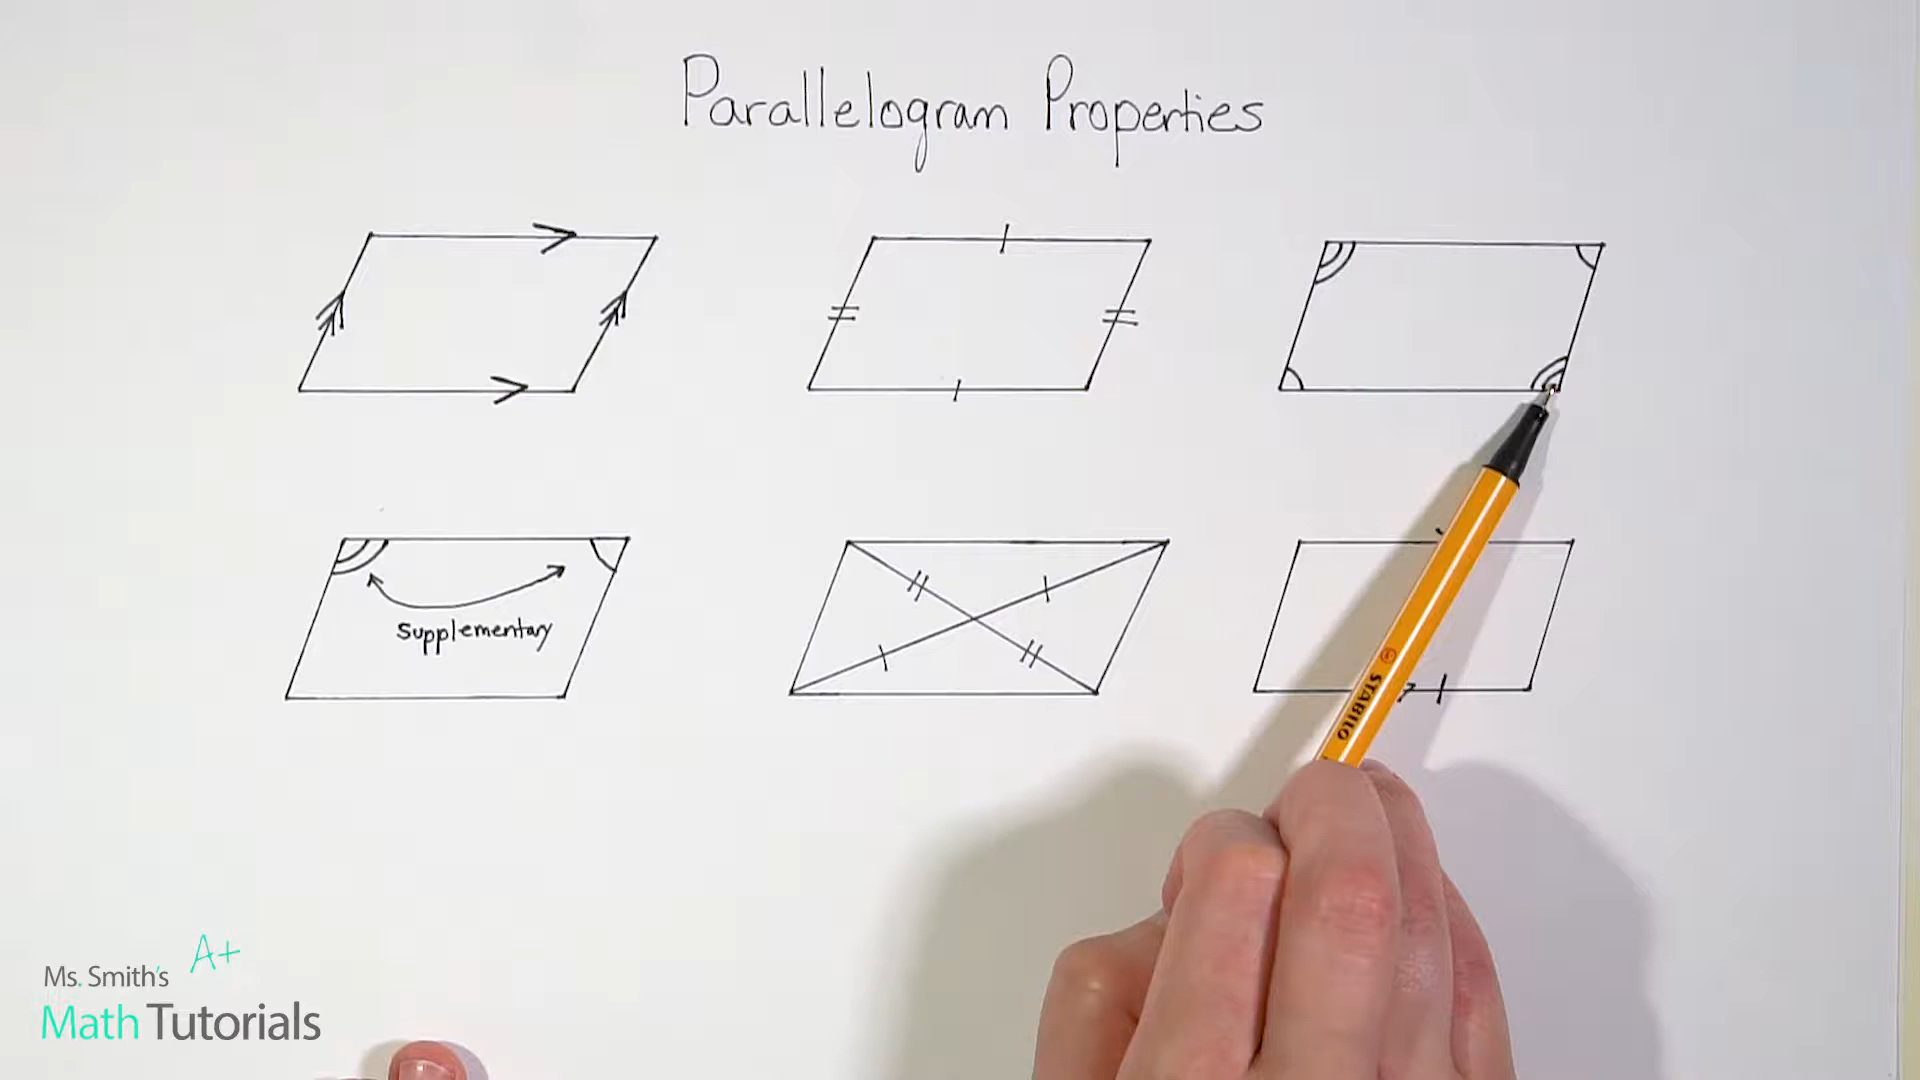 Parallelogram Properties
Supplementary
STABILO
A+
Ms. Smith's
Math Tutorials